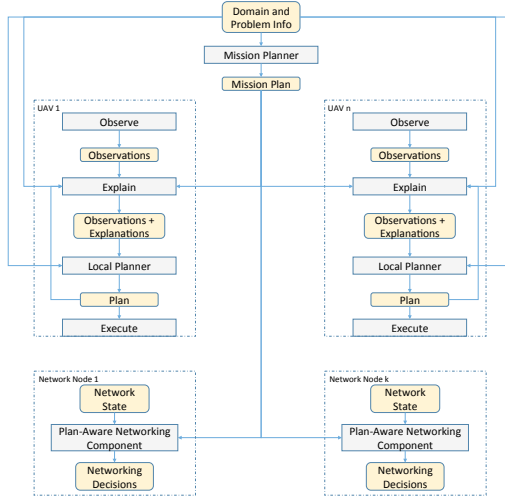 Domain and
Problem Info
Mission Planner
Mission Plan
UAV 1
Observe
Observations
Explain
Observations +
Explanations
Local Planner
Plan
Execute
UAV n
Observe
Observations
Explain
Observations +
Explanations
Local Planner
Plan
Execute
Network Node 1
Network
State
Plan-Aware Networking
Component
Networking
Decisions
Network Node k
Network
State
Plan-Aware Networking
Component
Networking
Decisions